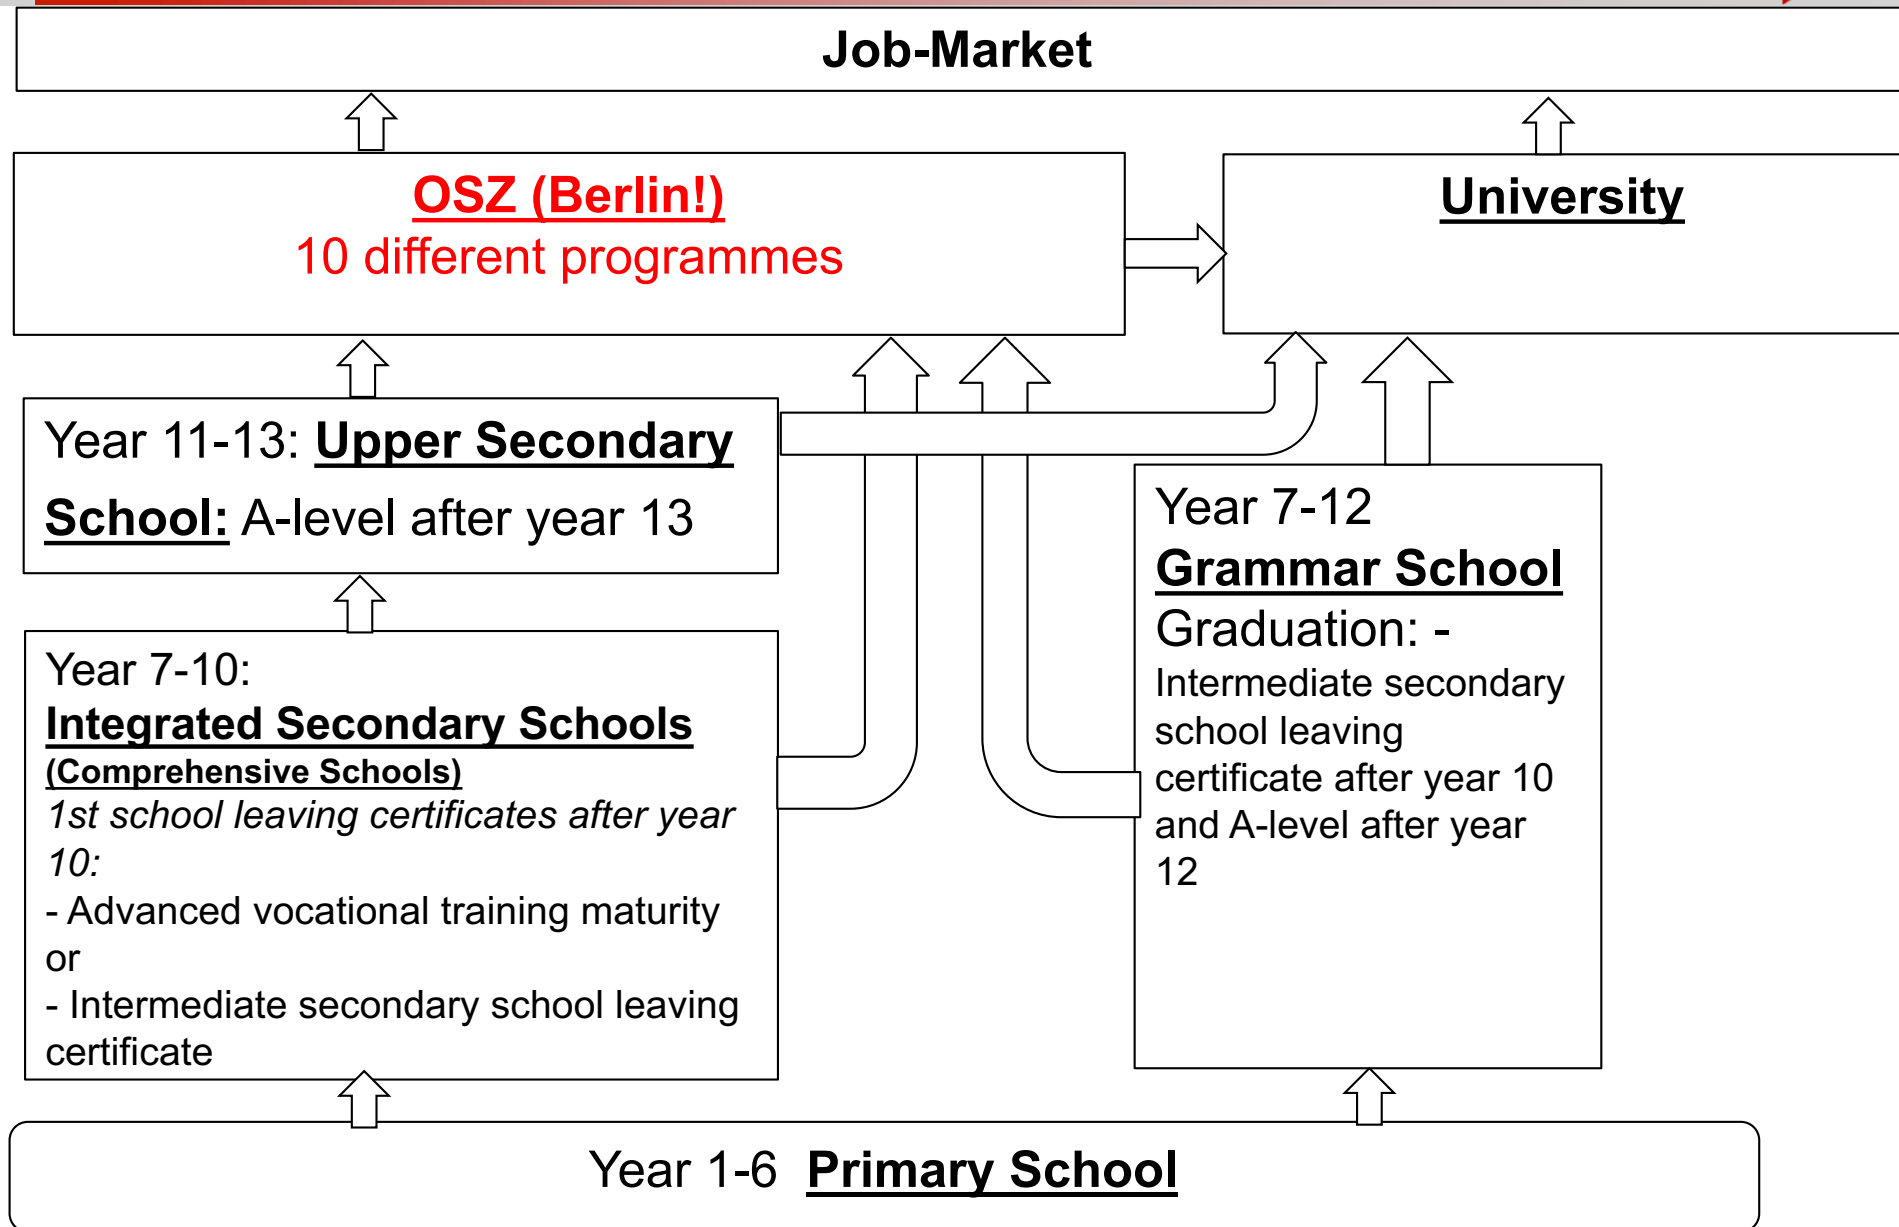 Job-Market
OSZ (Berlin!)
10 different programmes
University
Year 11-13: Upper Secondary
School: A-level after year 13
Year 7-12
Grammar School
Graduation: -
Intermediate secondary
school leaving
certificate after year 10
and A-level after year
12
Year 7-10:
Integrated Secondary Schools
(Comprehensive Schools)
1st school leaving certificates after year
10:
- Advanced vocational training maturity
or
- Intermediate secondary school leaving
certificate
Year 1-6 Primary School